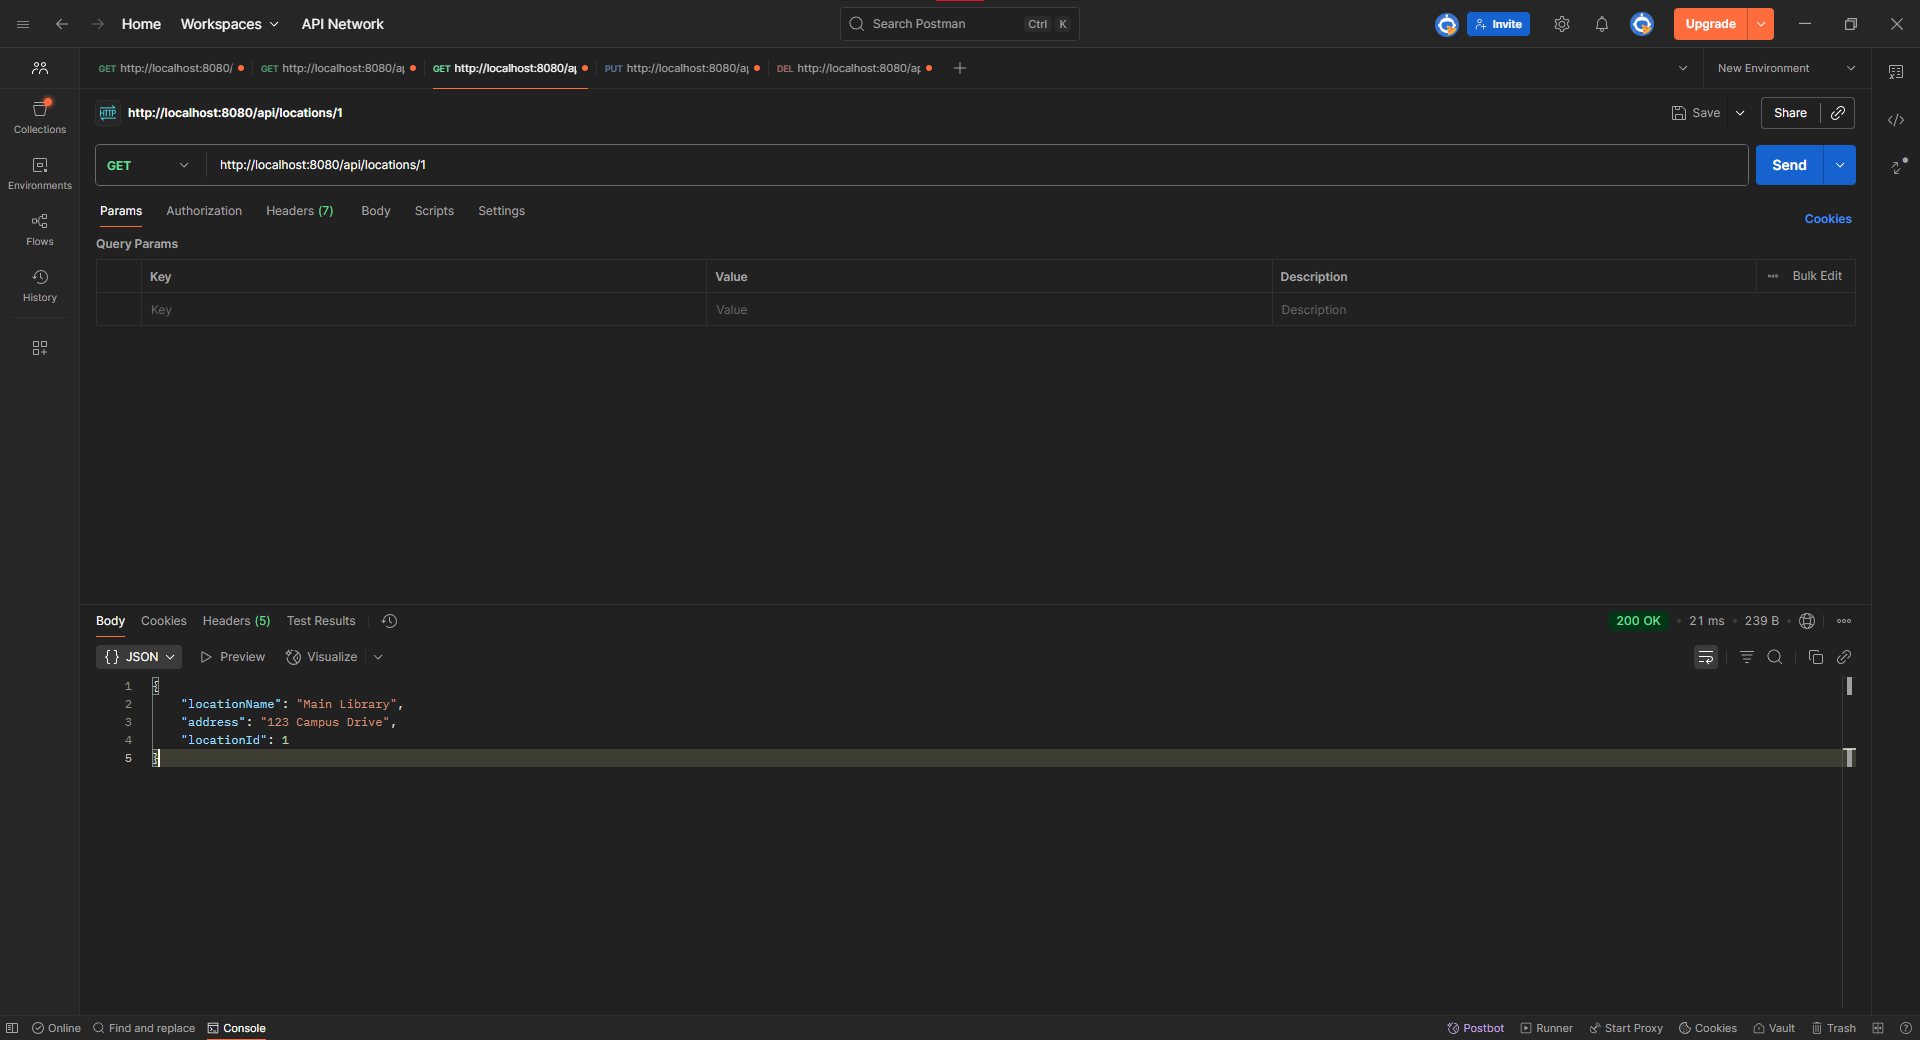 Home Workspaces API Network Search Postman Ctrl K Invite Upgrade
GET http://localhost:8080/ GET http://localhost:8080/a GET http://localhost:8080/a PUT http://localhost:8080/a DEL http://localhost:8080/a New Environment
HTTP http://localhost:8080/api/locations/1 Save Share
Collections
Environments
Flows
History
GET http://localhost:8080/api/locations/1 Send
Params Authorization Headers (7) Body Scripts Settings Cookies
Query Params
Key Value Description Bulk Edit
Key Value Description
Body Cookies Headers (5) Test Results 200 OK • 21 ms • 239 B •
{} JSON Preview Visualize
1 {
2 "locationName": "Main Library",
3 "address": "123 Campus Drive",
4 "locationId": 1
5 }
Online Find and replace Console Postbot Runner Start Proxy Cookies Vault Trash